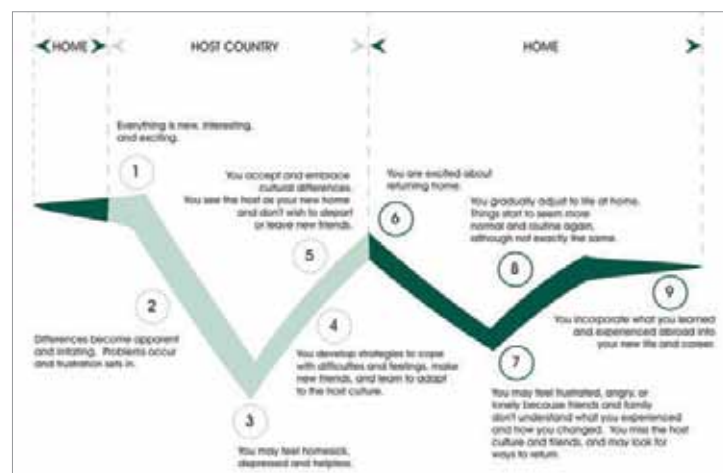 HOME
HOST COUNTRY
HOME
Everything is new, interesting,
and exciting.
1
You accept and embrace
cultural differences.
You see the host as your new home
and don't wish to depart
or leave new friends.
5
You are excited about
returning home.
6
You gradually adjust to life at home.
Things start to seem more
normal and routine again,
although not exactly the same.
8
2
Differences become apparent
and irritating. Problems occur
and frustration sets in.
4
You develop strategies to cope
with difficulties and feelings, make
new friends, and learn to adapt
to the host culture.
9
You incorporate what you learned
and experienced abroad into
your new life and career.
3
You may feel homesick,
depressed and helpless.
7
You may feel frustrated, angry, or
lonely because friends and family
don't understand what you experienced
and how you changed. You miss the host
culture and friends, and may look for
ways to return.